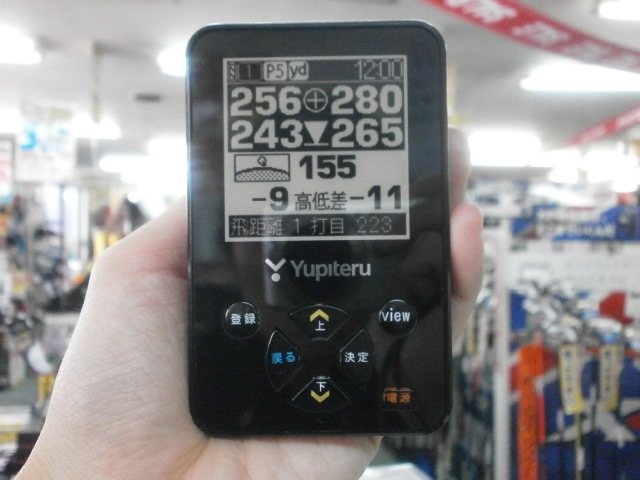 1 P5 yd 12:00
256 280
243 265
155
-9 高低差 -11
飛距離 1 打目 223
Yupiteru
登録 上 view
戻る 決定
下
電源